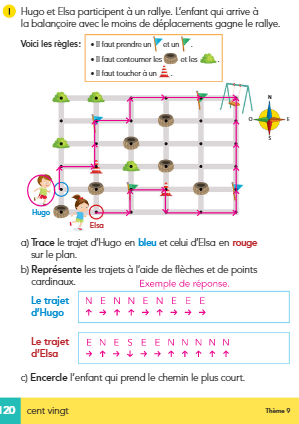 1 Hugo et Elsa participent à un rallye. L'enfant qui arrive à
la balançoire avec le moins de déplacements gagne le rallye.
Voici les règles:
• Il faut prendre un et un .
• Il faut contourner les et les .
• Il faut toucher à un .
N
O E
S
Hugo
Elsa
a) Trace le trajet d'Hugo en bleu et celui d'Elsa en rouge
sur le plan.
b) Représente les trajets à l'aide de flèches et de points
cardinaux.
Exemple de réponse.
Le trajet
d'Hugo
N E N N E N E E E
↑ → ↑ ↑ → ↑ → → →
Le trajet
d'Elsa
E N E S E E N N N N N
→ ↑ → ↓ → → ↑ ↑ ↑ ↑ ↑
c) Encercle l'enfant qui prend le chemin le plus court.
120 cent vingt
Thème 9